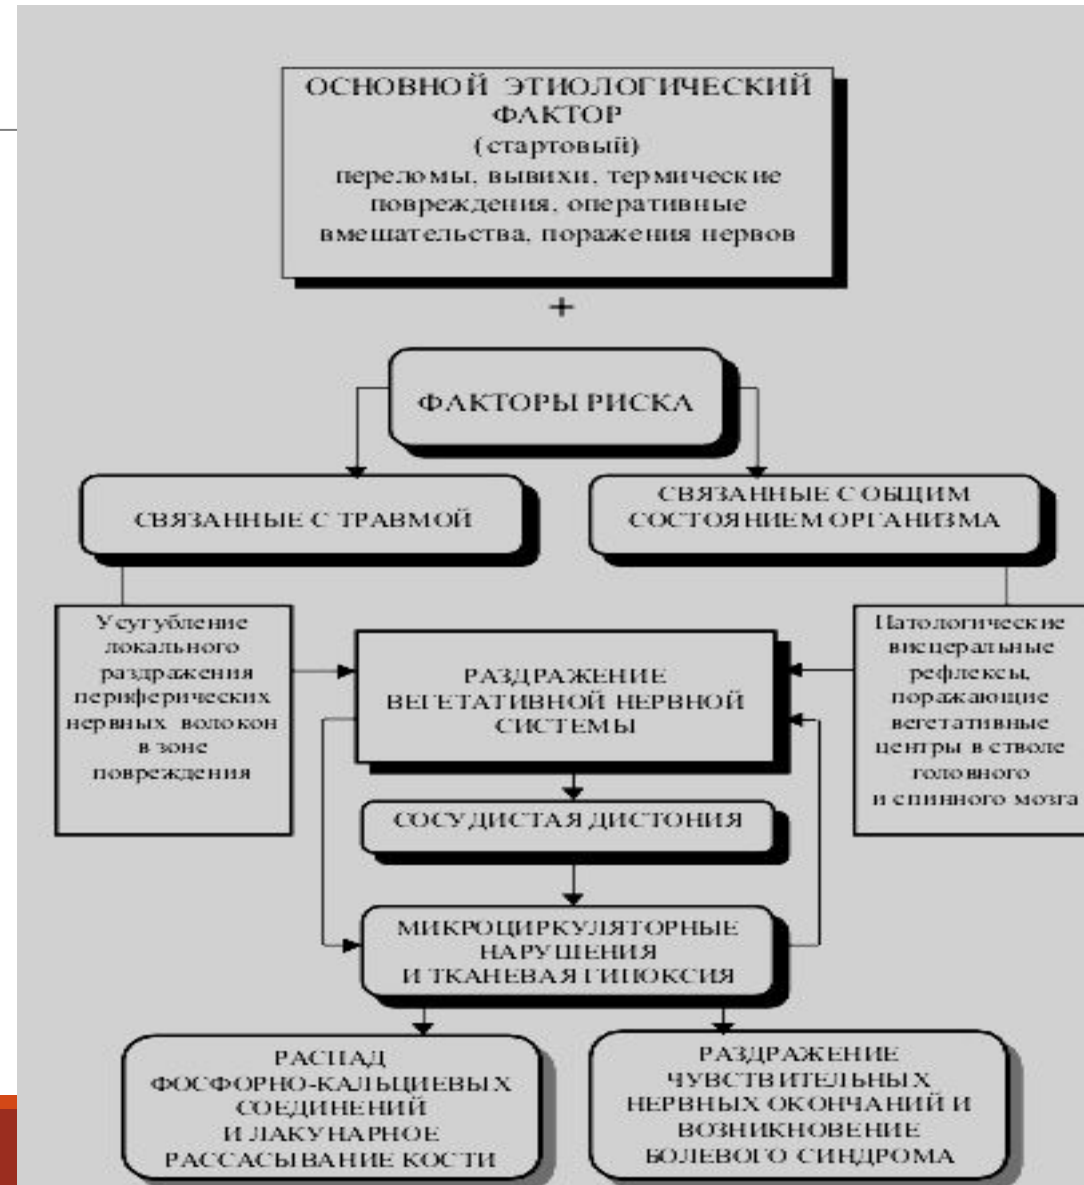 ОСНОВНОЙ ЭТИОЛОГИЧЕСКИЙ
ФАКТОР
(стартовый)
переломы, вывихи, термические
повреждения, оперативные
вмешательства, поражения нервов
+
ФАКТОРЫ РИСКА
СВЯЗАННЫЕ С ТРАВМОЙ
СВЯЗАННЫЕ С ОБЩИМ
СОСТОЯНИЕМ ОРГАНИЗМА
Усугубление
локального
раздражения
периферических
нервных волокон
в зоне
повреждения
РАЗДРАЖЕНИЕ
ВЕГЕТАТИВНОЙ НЕРВНОЙ
СИСТЕМЫ
Патологические
висцеральные
рефлексы,
поражающие
вегетативные
центры в стволе
головного
и спинного мозга
СОСУДИСТАЯ ДИСТОНИЯ
МИКРОЦИРКУЛЯТОРНЫЕ
НАРУШЕНИЯ
И ТКАНЕВАЯ ГИПОКСИЯ
РАСПАД
ФОСФОРНО-КАЛЬЦИЕВЫХ
СОЕДИНЕНИЙ
И ЛАКУНАРНОЕ
РАССАСЫВАНИЕ КОСТИ
РАЗДРАЖЕНИЕ
ЧУВСТВИТЕЛЬНЫХ
НЕРВНЫХ ОКОНЧАНИЙ И
ВОЗНИКНОВЕНИЕ
БОЛЕВОГО СИНДРОМА